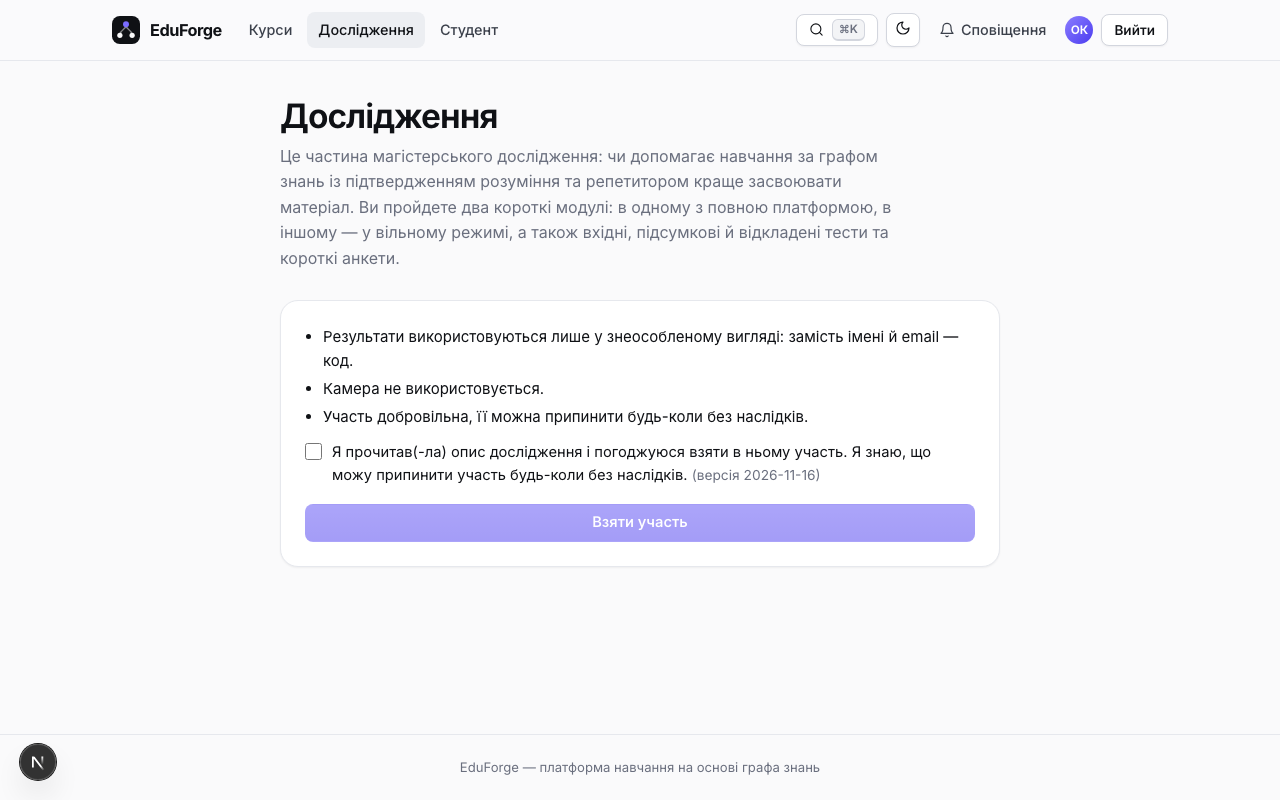 EduForge Курси Дослідження Студент ⌘K Сповіщення ОК Вийти
Дослідження
Це частина магістерського дослідження: чи допомагає навчання за графом
знань із підтвердженням розуміння та репетитором краще засвоювати
матеріал. Ви пройдете два короткі модулі: в одному з повною платформою, в
іншому — у вільному режимі, а також вхідні, підсумкові й відкладені тести та
короткі анкети.
• Результати використовуються лише у знеособленому вигляді: замість імені й email —
код.
• Камера не використовується.
• Участь добровільна, її можна припинити будь-коли без наслідків.
Я прочитав(-ла) опис дослідження і погоджуюся взяти в ньому участь. Я знаю, що
можу припинити участь будь-коли без наслідків. (версія 2026-11-16)
Взяти участь
N
EduForge — платформа навчання на основі графа знань